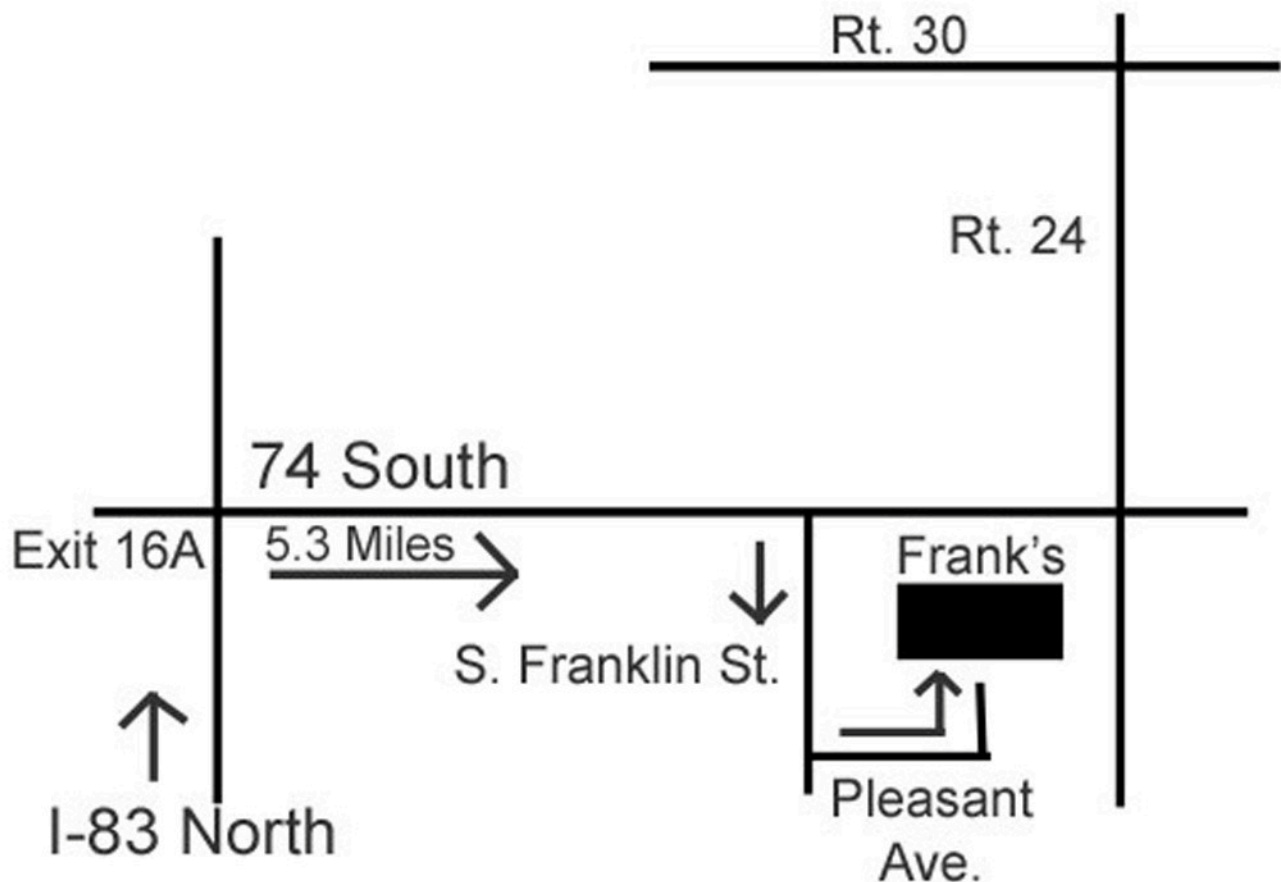 Rt. 30
Rt. 24
74 South
Exit 16A
5.3 Miles
Frank's
S. Franklin St.
I-83 North
Pleasant
Ave.